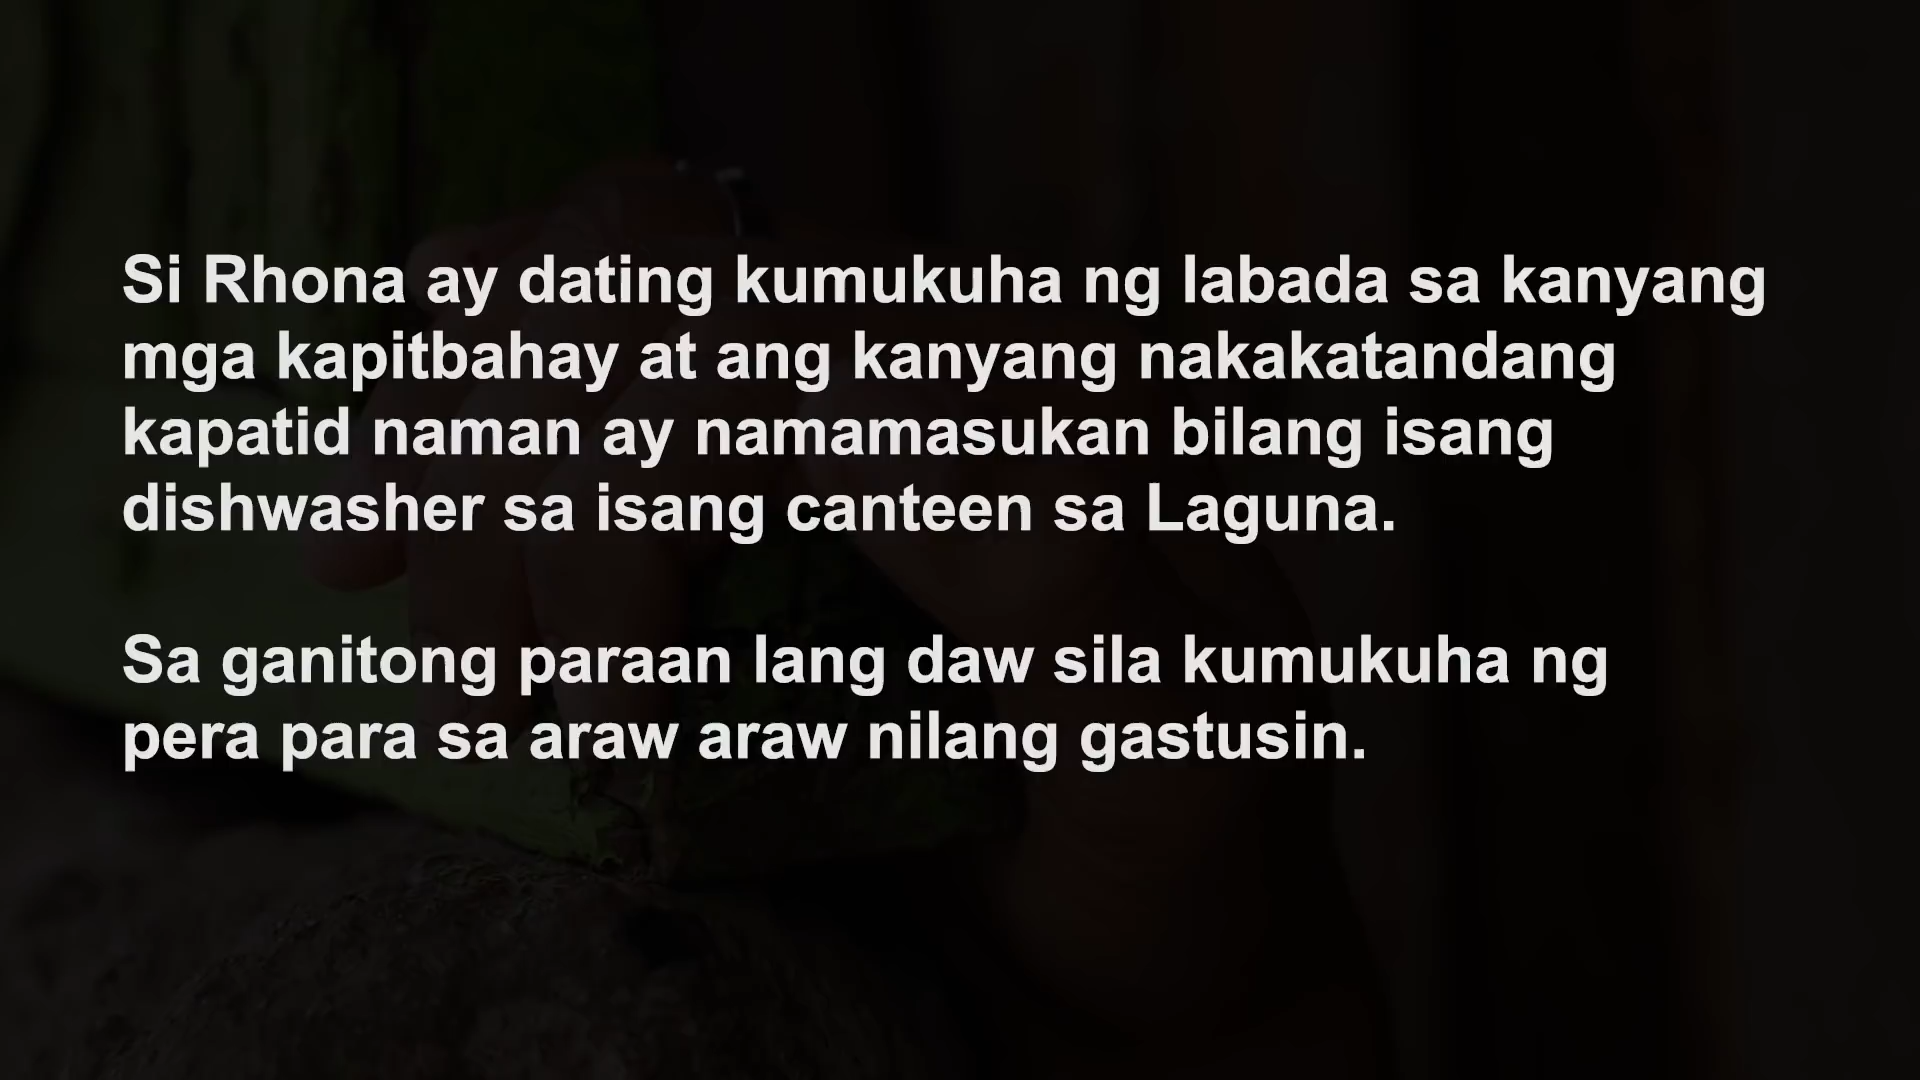 Si Rhona ay dating kumukuha ng labada sa kanyang
mga kapitbahay at ang kanyang nakakatandang
kapatid naman ay namamasukan bilang isang
dishwasher sa isang canteen sa Laguna.
Sa ganitong paraan lang daw sila kumukuha ng
pera para sa araw araw nilang gastusin.